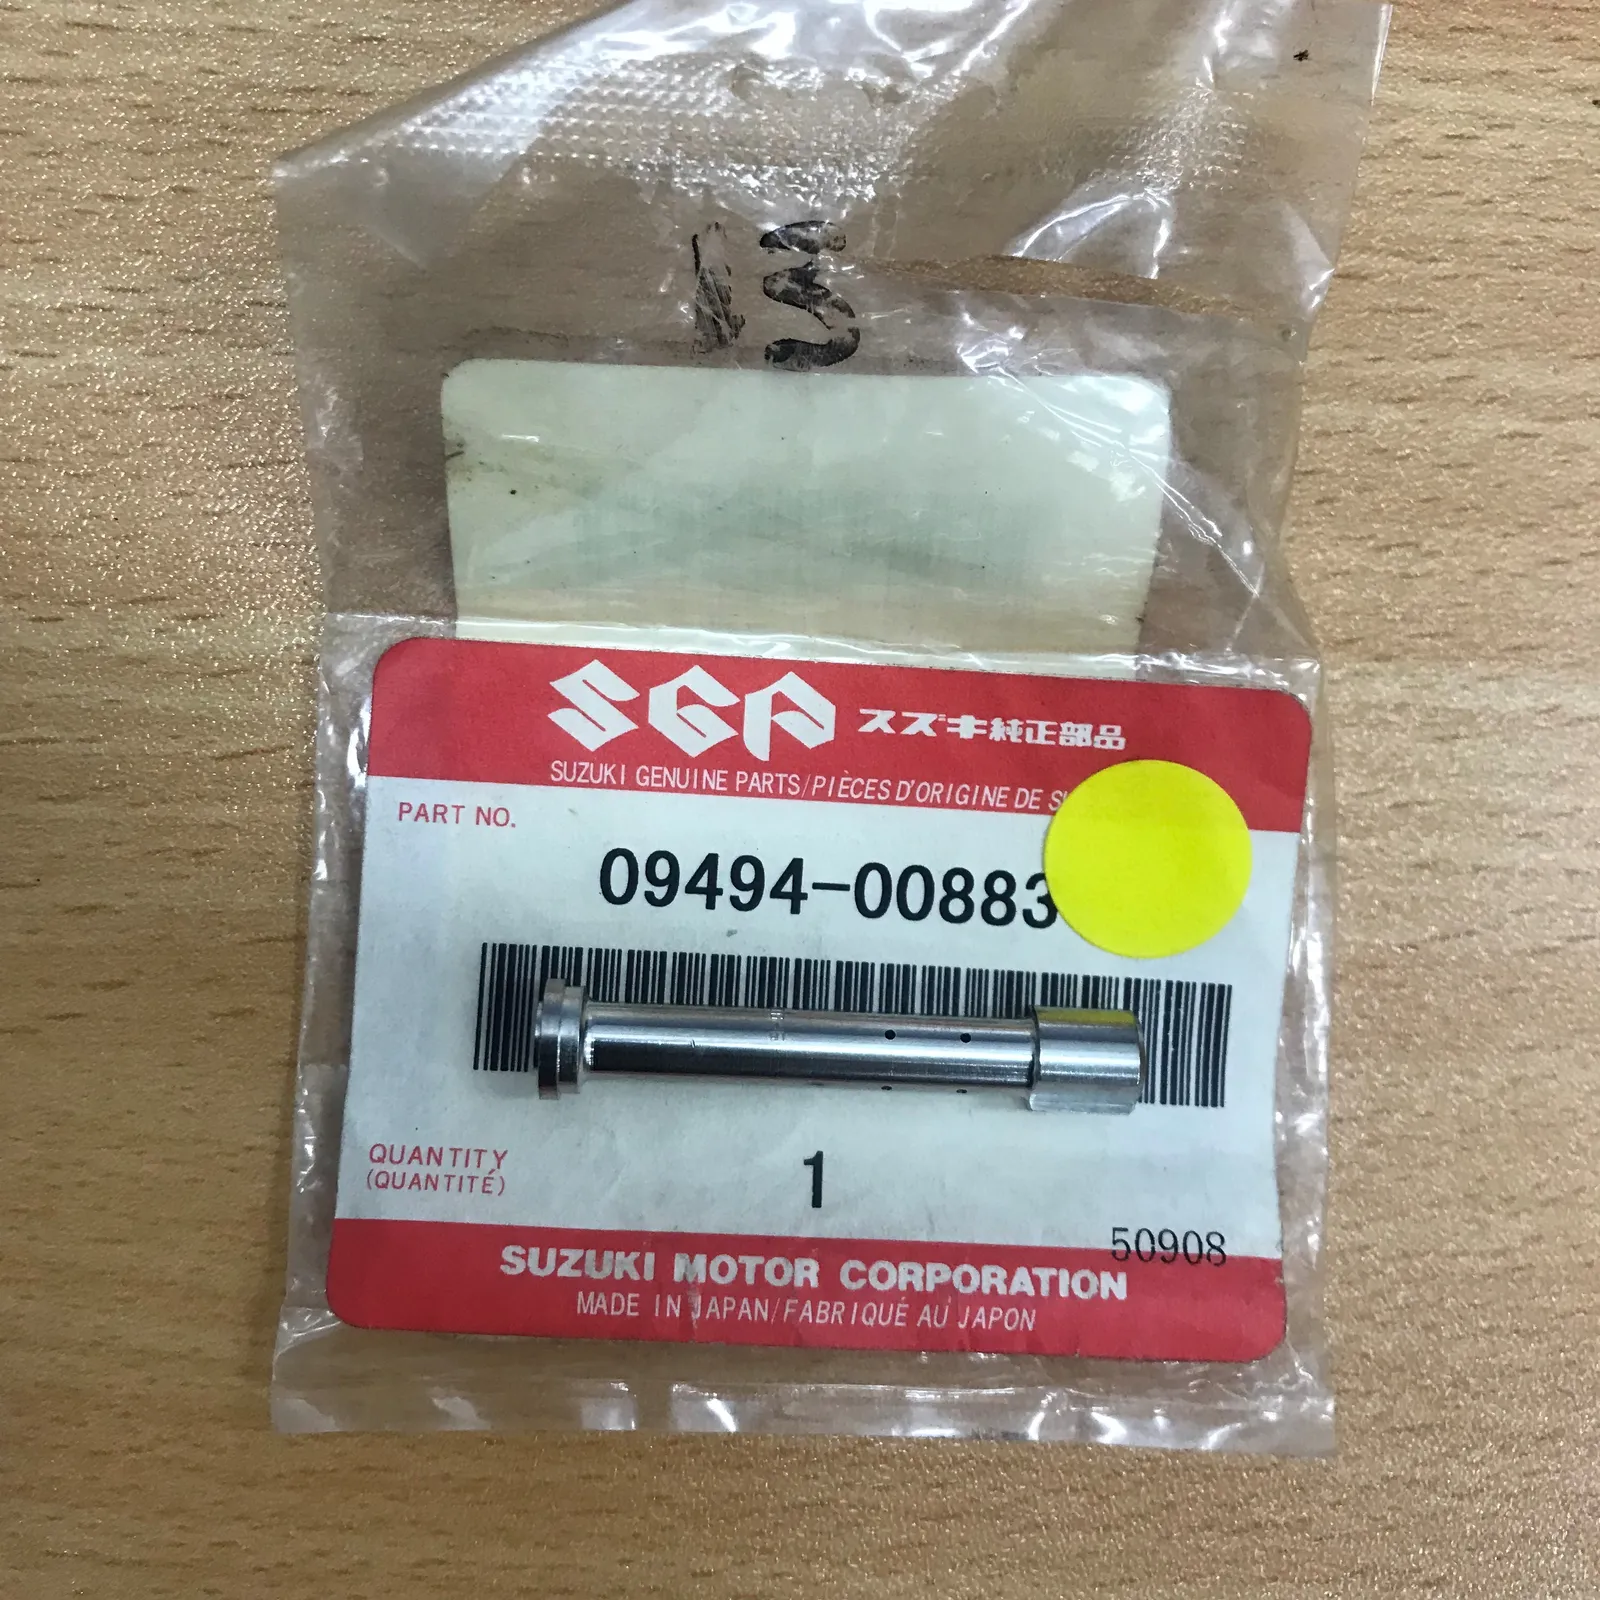 13
SGP スズキ純正部品
SUZUKI GENUINE PARTS/PIÈCES D'ORIGINE DE
PART NO.
09494-00883
QUANTITY
(QUANTITÉ)
1
50908
SUZUKI MOTOR CORPORATION
MADE IN JAPAN/FABRIQUÉ AU JAPON